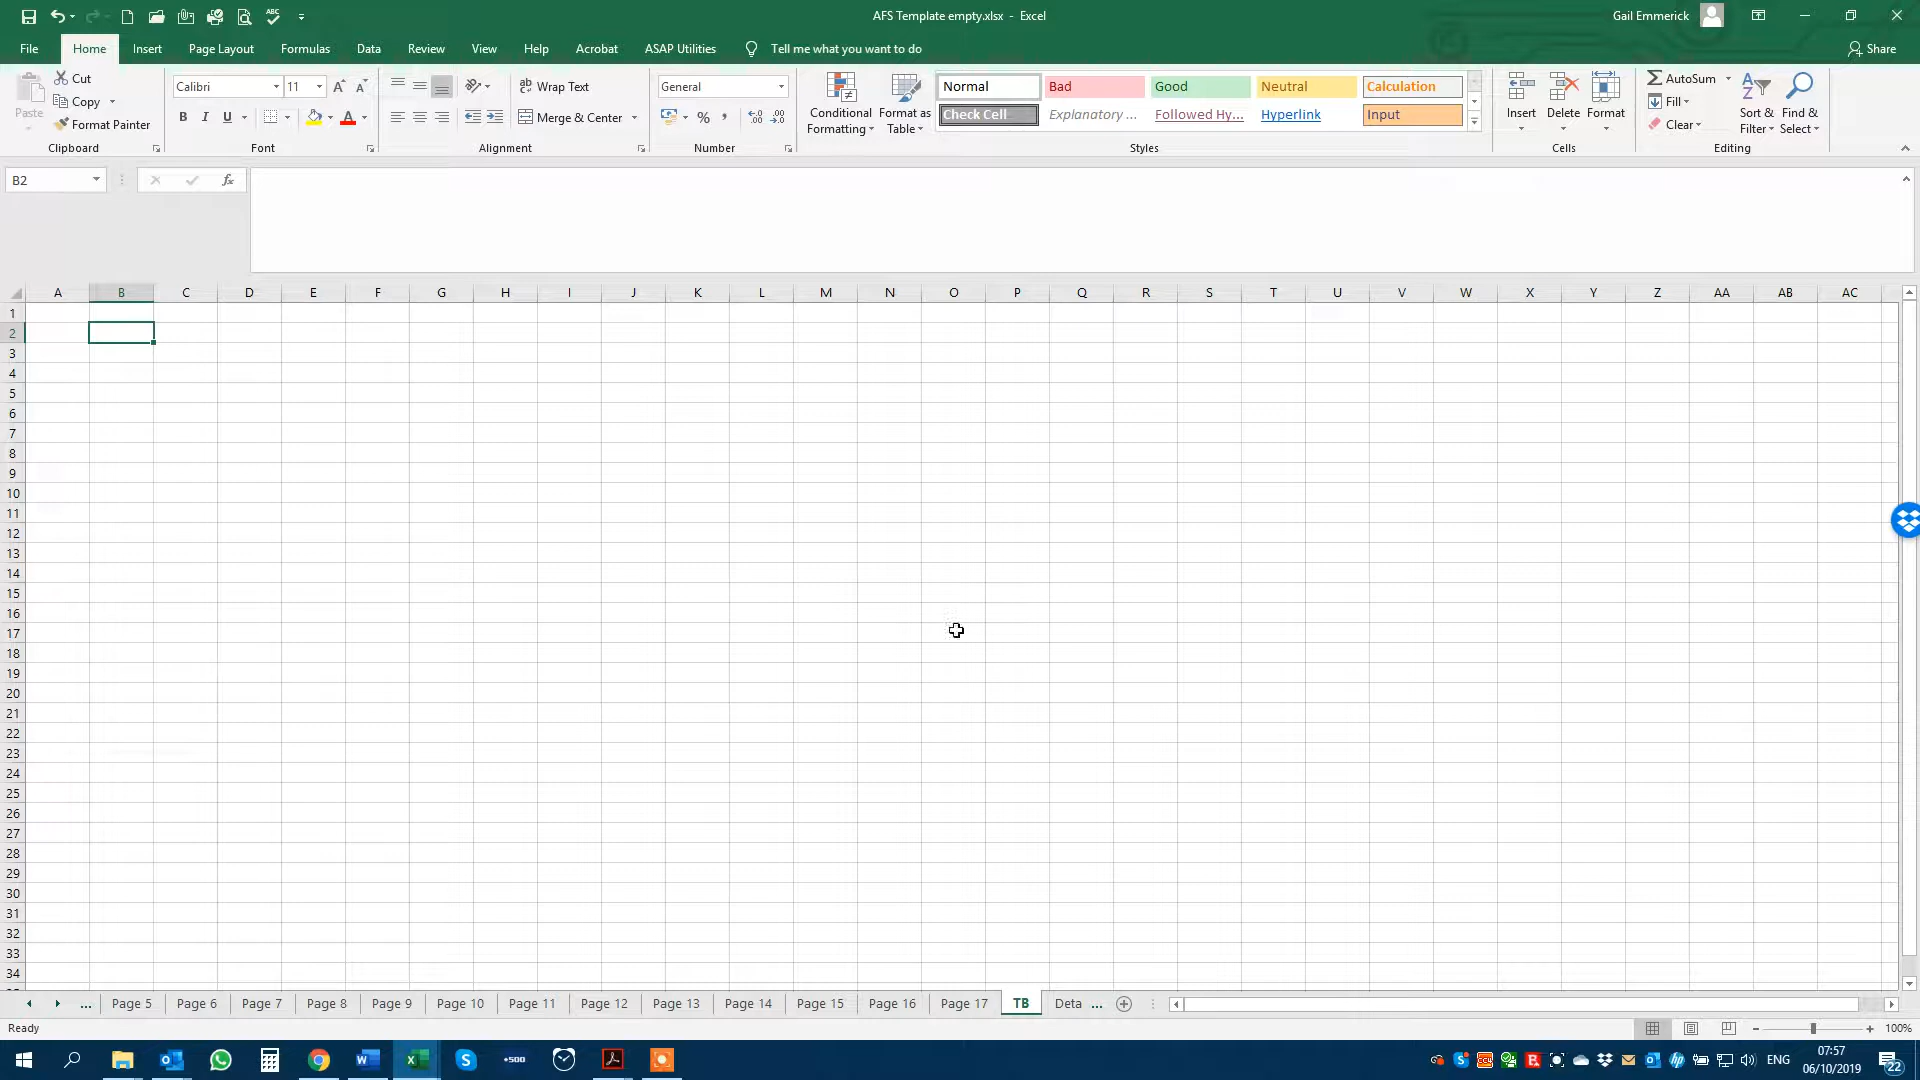 AFS Template empty.xlsx - Excel
Gail Emmerick
File Home Insert Page Layout Formulas Data Review View Help Acrobat ASAP Utilities Tell me what you want to do Share
Paste
Cut
Copy
Format Painter
Clipboard
Calibri 11
B I U A
Font
Wrap Text
Merge & Center
Alignment
General
%
Number
Conditional Formatting
Format as Table
Normal Bad Good Neutral Calculation
Check Cell Explanatory ... Followed Hy... Hyperlink Input
Styles
Insert Delete Format
Cells
AutoSum
Fill
Clear
Sort & Filter
Find & Select
Editing
B2 fx
A B C D E F G H I J K L M N O P Q R S T U V W X Y Z AA AB AC
1
2
3
4
5
6
7
8
9
10
11
12
13
14
15
16
17
18
19
20
21
22
23
24
25
26
27
28
29
30
31
32
33
34
... Page 5 Page 6 Page 7 Page 8 Page 9 Page 10 Page 11 Page 12 Page 13 Page 14 Page 15 Page 16 Page 17 TB Deta ...
Ready 100%
+500
ENG
07:57
06/10/2019
22